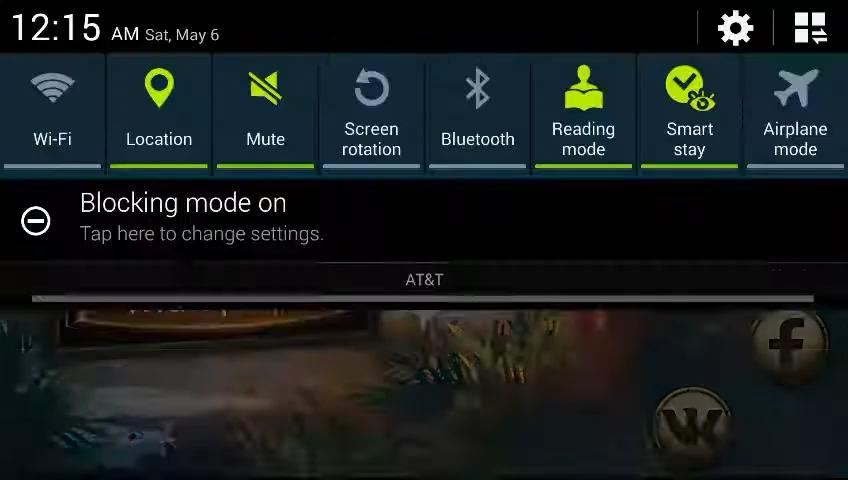 12:15 AM Sat, May 6
Wi-Fi
Location
Mute
Screen
rotation
Bluetooth
Reading
mode
Smart
stay
Airplane
mode
Blocking mode on
Tap here to change settings.
AT&T
f